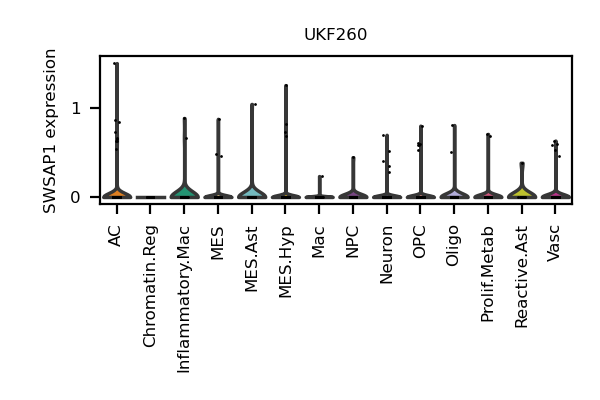 UKF260
SWSAP1 expression
1
0
AC
Chromatin.Reg
Inflammatory.Mac
MES
MES.Ast
MES.Hyp
Mac
NPC
Neuron
OPC
Oligo
Prolif.Metab
Reactive.Ast
Vasc